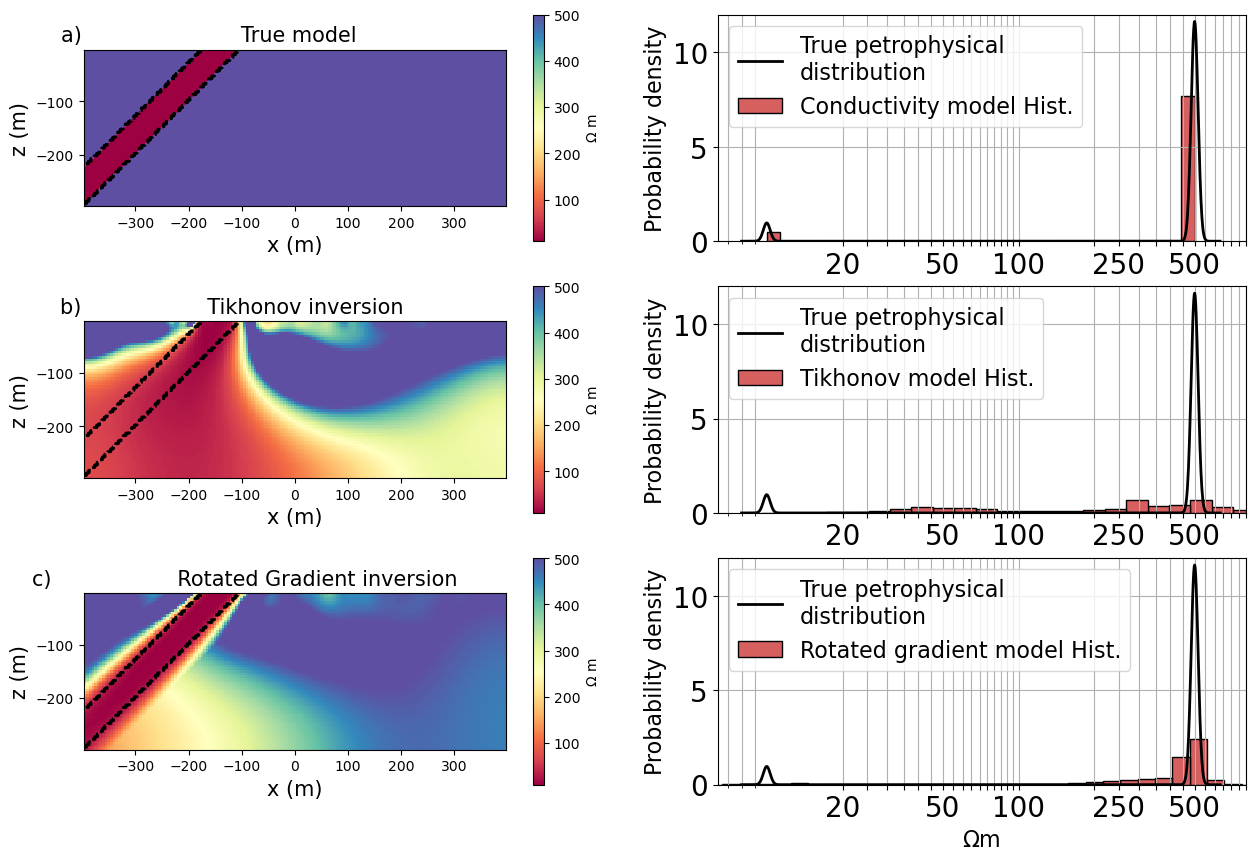 a) True model
500
400
300
200
100
Ω m
z (m)
−100
−200
−300 −200 −100 0 100 200 300
x (m)
Probability density
10
5
0
True petrophysical
distribution
Conductivity model Hist.
20 50 100 250 500
b) Tikhonov inversion
500
400
300
200
100
Ω m
z (m)
−100
−200
−300 −200 −100 0 100 200 300
x (m)
Probability density
10
5
0
True petrophysical
distribution
Tikhonov model Hist.
20 50 100 250 500
c) Rotated Gradient inversion
500
400
300
200
100
Ω m
z (m)
−100
−200
−300 −200 −100 0 100 200 300
x (m)
Probability density
10
5
0
True petrophysical
distribution
Rotated gradient model Hist.
20 50 100 250 500
Ωm